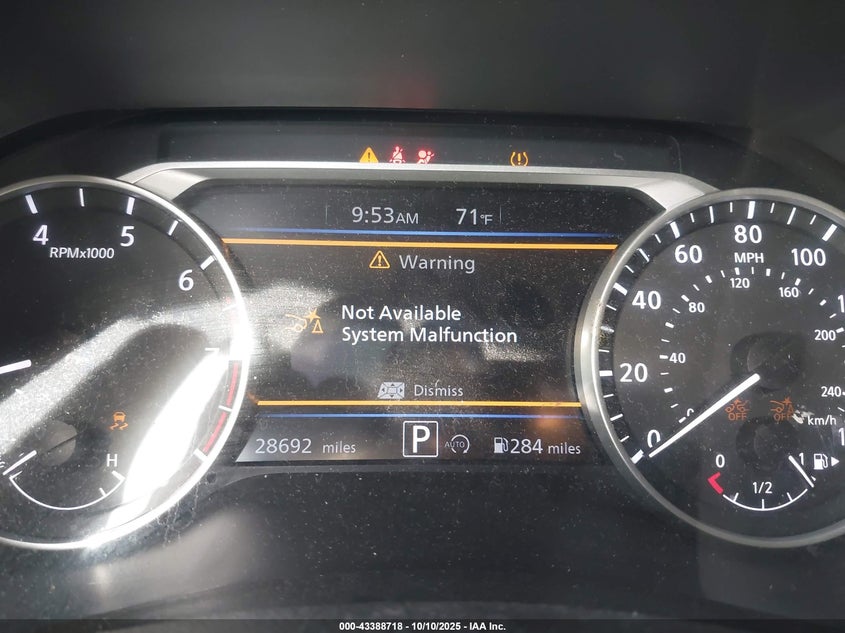 9:53AM 71°F
4 5 6 7
RPMx1000
Warning
Not Available
System Malfunction
Dismiss
28692 miles
P
AUTO
284 miles
H
0 20 40 60 80 100
MPH
40 80 120 160 200 240
km/h
OFF OFF
0 1/2 1
000-43388718 - 10/10/2025 - IAA Inc.